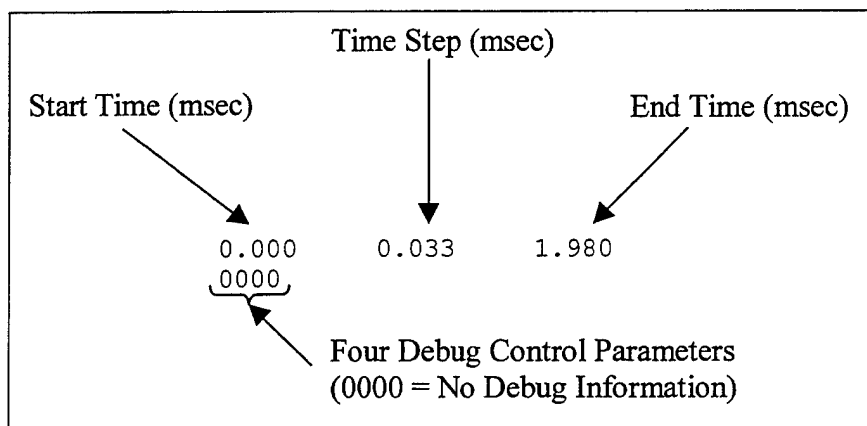 Time Step (msec)
Start Time (msec)
End Time (msec)
0.000 0.033 1.980
0000
Four Debug Control Parameters
(0000 = No Debug Information)